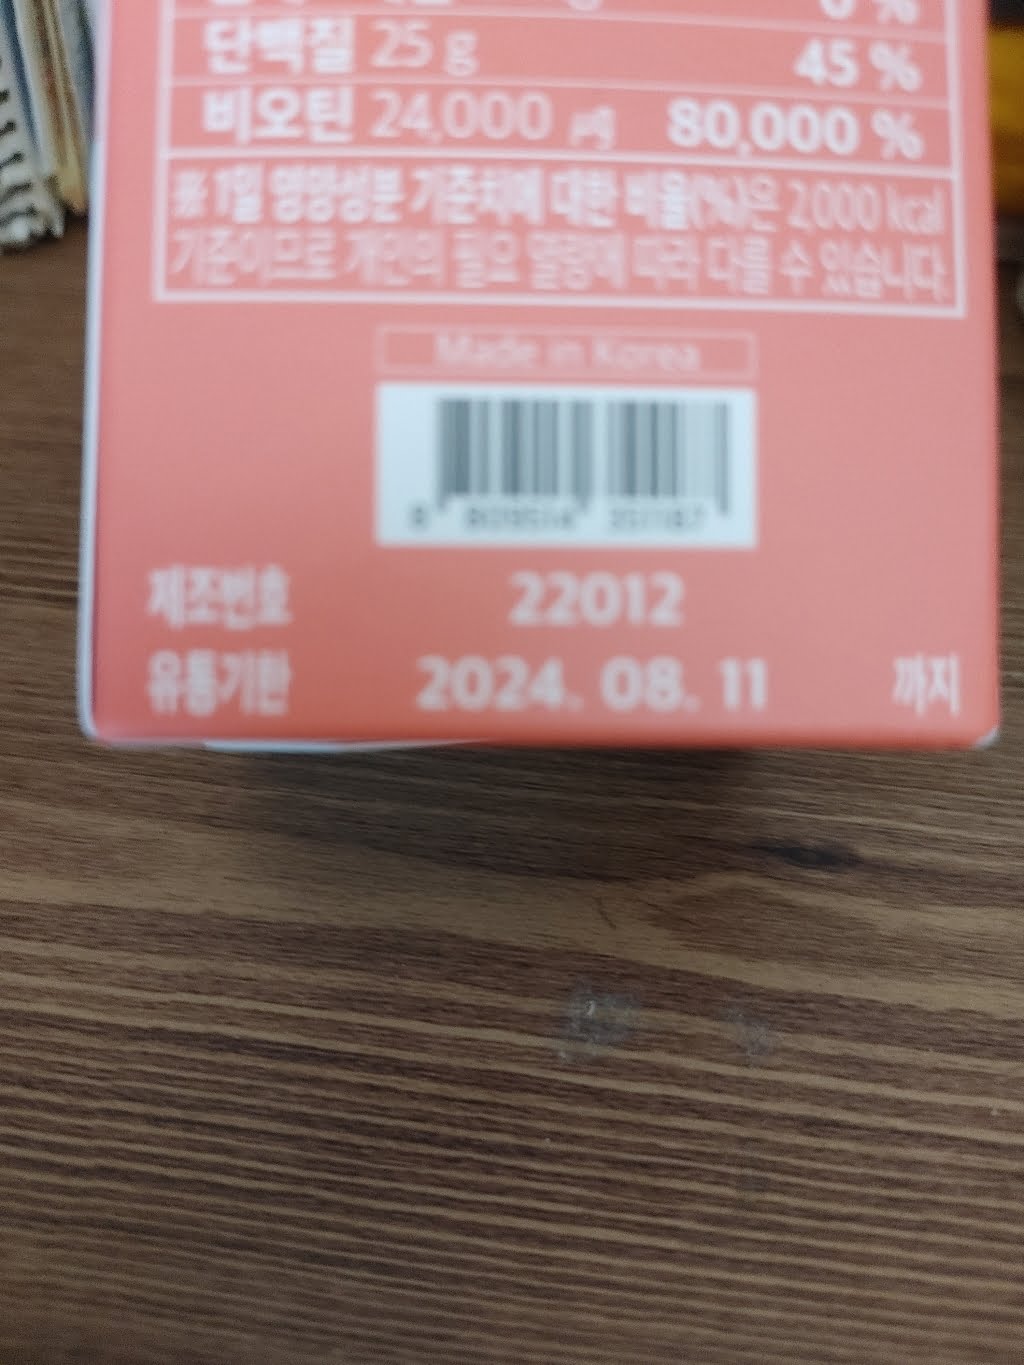 0 %
단백질 25 g 45 %
비오틴 24,000 ㎍ 80,000 %
※ 1일 영양성분 기준치에 대한 비율(%)은 2,000 kcal
기준이므로 개인의 필요 열량에 따라 다를 수 있습니다.
Made in Korea
제조번호 22012
유통기한 2024. 08. 11 까지